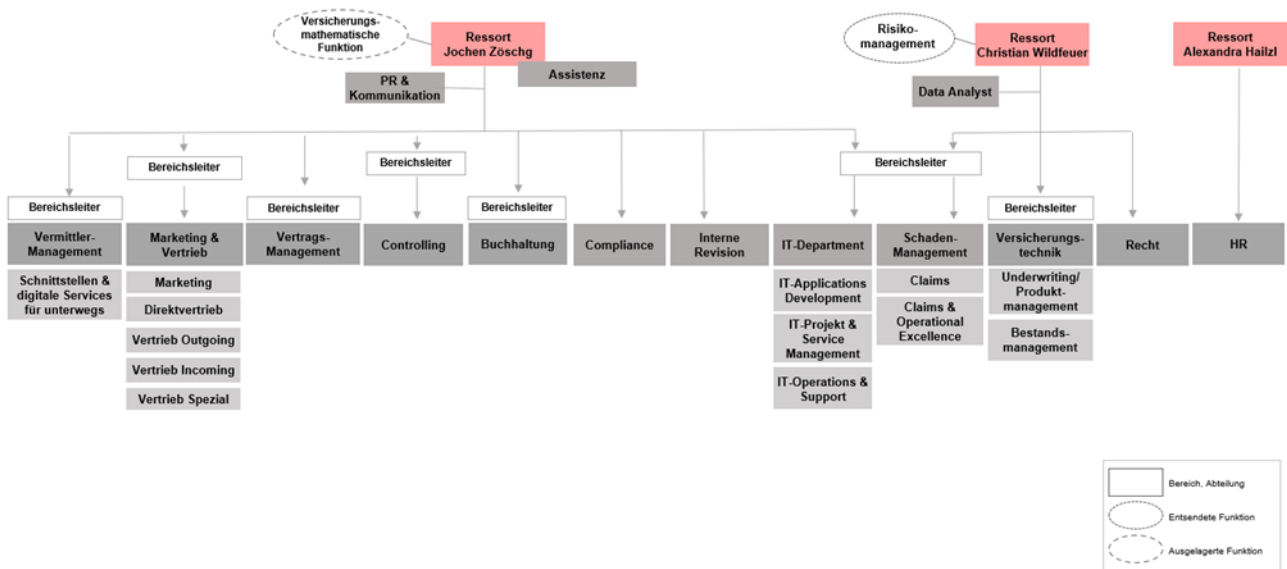 Versicherungs-
mathematische
Funktion
Ressort
Jochen Zöschg
Assistenz
PR &
Kommunikation
Risiko-
management
Ressort
Christian Wildfeuer
Data Analyst
Ressort
Alexandra Hailzl
Bereichsleiter
Bereichsleiter
Bereichsleiter
Bereichsleiter
Bereichsleiter
Bereichsleiter
Bereichsleiter
Bereichsleiter
Vermittler-
Management
Marketing &
Vertrieb
Vertrags-
Management
Controlling
Buchhaltung
Compliance
Interne
Revision
IT-Department
Schaden-
Management
Versicherungs-
technik
Recht
HR
Schnittstellen &
digitale Services
für unterwegs
Marketing
Direktvertrieb
Vertrieb Outgoing
Vertrieb Incoming
Vertrieb Spezial
IT-Applications
Development
IT-Projekt &
Service
Management
IT-Operations &
Support
Claims
Claims &
Operational
Excellence
Underwriting/
Produkt-
management
Bestands-
management
Bereich, Abteilung
Entsendete Funktion
Ausgelagerte Funktion